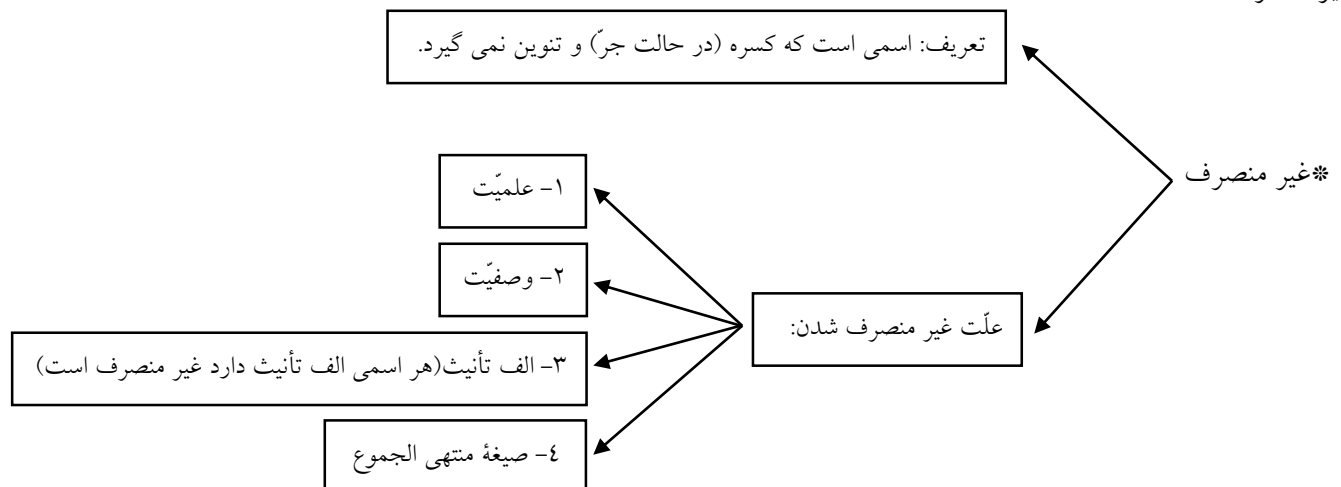 تعریف: اسمی است که کسره (در حالت جرّ) و تنوین نمی گیرد.
*غیر منصرف
۱- علمیّت
۲- وصفیّت
علّت غیر منصرف شدن:
۳- الف تأنیث(هر اسمی الف تأنیث دارد غیر منصرف است)
٤- صیغۀ منتهی الجموع